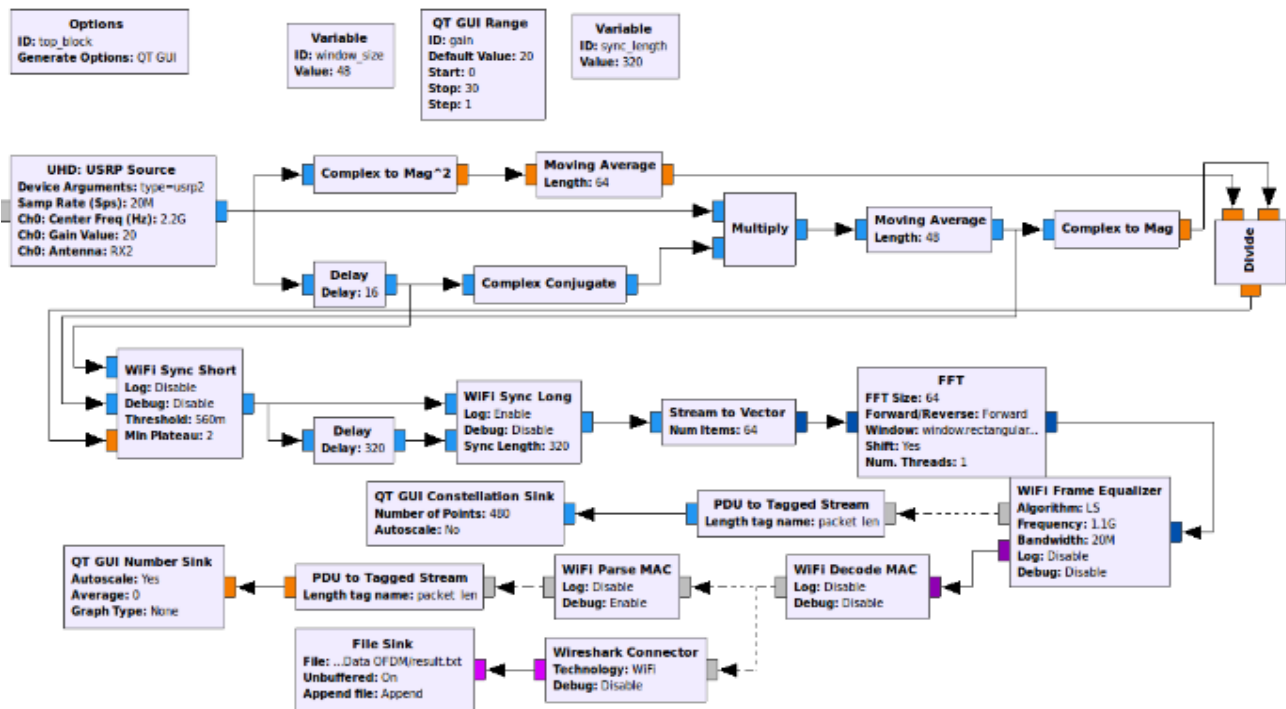 Options
ID: top_block
Generate Options: QT GUI
Variable
ID: window_size
Value: 48
QT GUI Range
ID: gain
Default Value: 20
Start: 0
Stop: 30
Step: 1
Variable
ID: sync_length
Value: 320
UHD: USRP Source
Device Arguments: type=usrp2
Samp Rate (Sps): 20M
Ch0: Center Freq (Hz): 2.2G
Ch0: Gain Value: 20
Ch0: Antenna: RX2
Complex to Mag^2
Moving Average
Length: 64
Multiply
Moving Average
Length: 48
Complex to Mag
Divide
Delay
Delay: 16
Complex Conjugate
WiFi Sync Short
Log: Disable
Debug: Disable
Threshold: 560m
Min Plateau: 2
Delay
Delay: 320
WiFi Sync Long
Log: Enable
Debug: Disable
Sync Length: 320
Stream to Vector
Num Items: 64
FFT
FFT Size: 64
Forward/Reverse: Forward
Window: window.rectangular...
Shift: Yes
Num. Threads: 1
QT GUI Constellation Sink
Number of Points: 480
Autoscale: No
PDU to Tagged Stream
Length tag name: packet_len
WiFi Frame Equalizer
Algorithm: LS
Frequency: 1.1G
Bandwidth: 20M
Log: Disable
Debug: Disable
QT GUI Number Sink
Autoscale: Yes
Average: 0
Graph Type: None
PDU to Tagged Stream
Length tag name: packet_len
WiFi Parse MAC
Log: Disable
Debug: Enable
WiFi Decode MAC
Log: Disable
Debug: Disable
File Sink
File: ...Data OFDM/result.txt
Unbuffered: On
Append file: Append
Wireshark Connector
Technology: WiFi
Debug: Disable